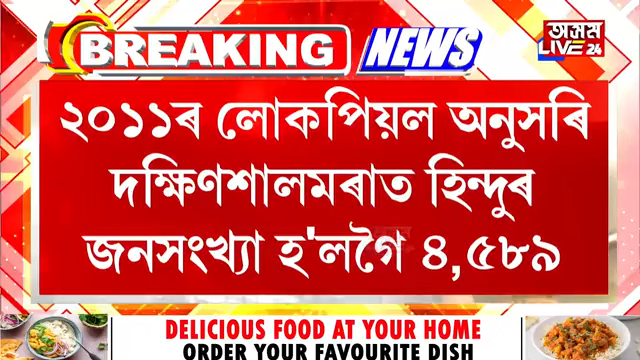 BREAKING NEWS
অসম
LIVE 24
২০১১ৰ লোকপিয়ল অনুসৰি
দক্ষিণশালমৰাত হিন্দুৰ
জনসংখ্যা হ'লগৈ ৪,৫৮৯
DELICIOUS FOOD AT YOUR HOME
ORDER YOUR FAVOURITE DISH